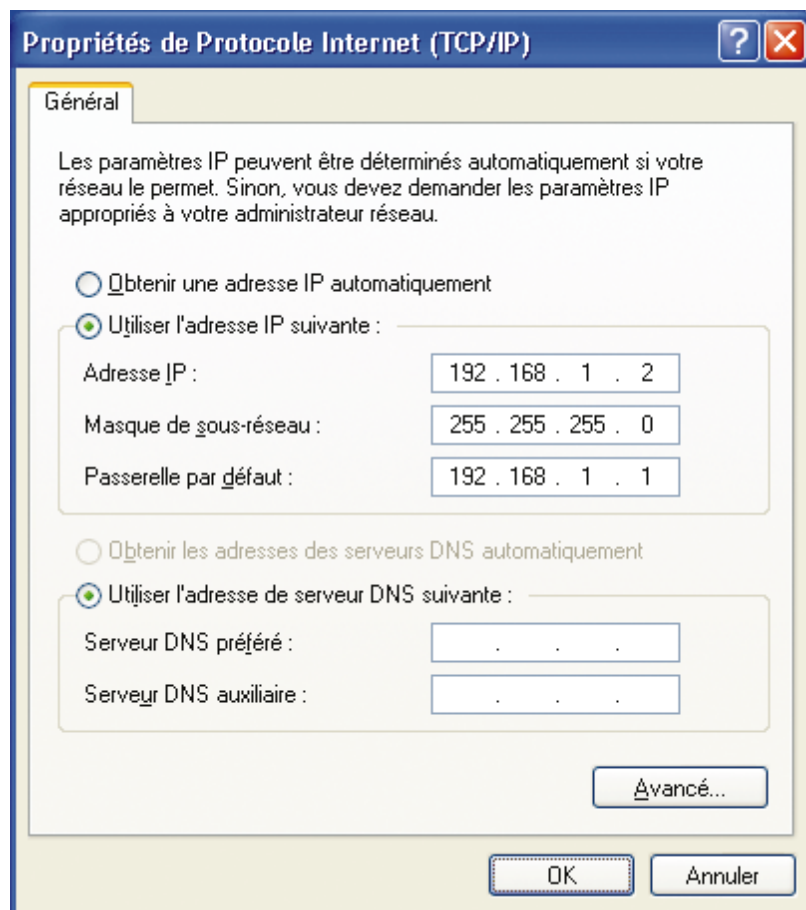 Propriétés de Protocole Internet (TCP/IP)
Général
Les paramètres IP peuvent être déterminés automatiquement si votre
réseau le permet. Sinon, vous devez demander les paramètres IP
appropriés à votre administrateur réseau.
Obtenir une adresse IP automatiquement
Utiliser l'adresse IP suivante :
Adresse IP : 192 . 168 . 1 . 2
Masque de sous-réseau : 255 . 255 . 255 . 0
Passerelle par défaut : 192 . 168 . 1 . 1
Obtenir les adresses des serveurs DNS automatiquement
Utiliser l'adresse de serveur DNS suivante :
Serveur DNS préféré : . . .
Serveur DNS auxiliaire : . . .
Avancé...
OK Annuler